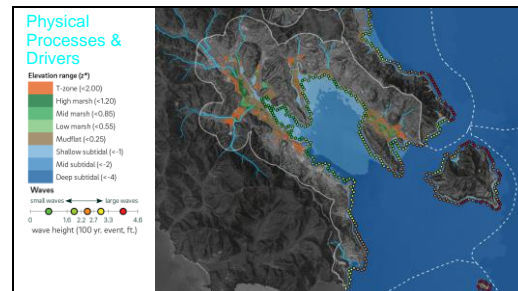 Physical
Processes &
Drivers
Elevation range (z*)
T-zone (<2.00)
High marsh (<1.20)
Mid marsh (<0.85)
Low marsh (<0.55)
Mudflat (<0.25)
Shallow subtidal (<-1)
Mid subtidal (<-2)
Deep subtidal (<-4)
Waves
small waves large waves
0 1.6 2.2 2.7 3.3 4.6
wave height (100 yr. event, ft.)